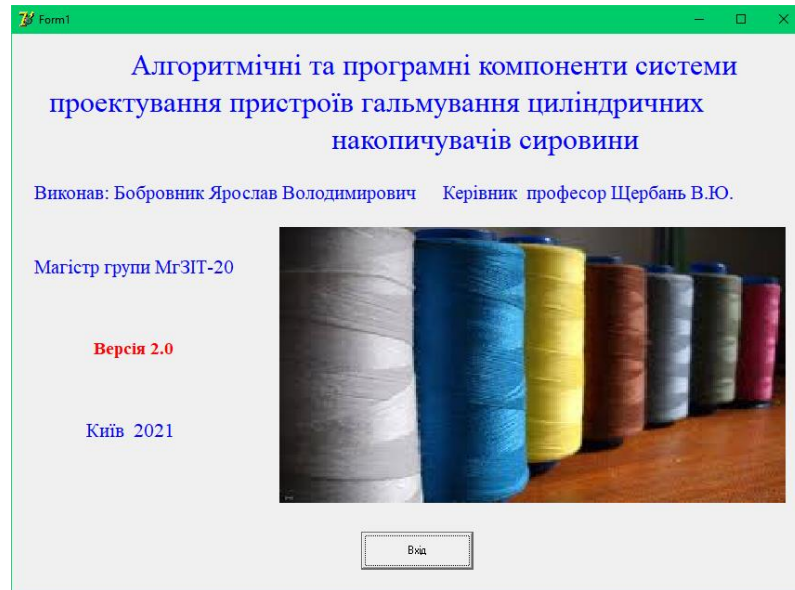 Form1
Алгоритмічні та програмні компоненти системи
проектування пристроїв гальмування циліндричних
накопичувачів сировини
Виконав: Бобровник Ярослав Володимирович Керівник професор Щербань В.Ю.
Магістр групи МгЗІТ-20
Версія 2.0
Київ 2021
Вхід